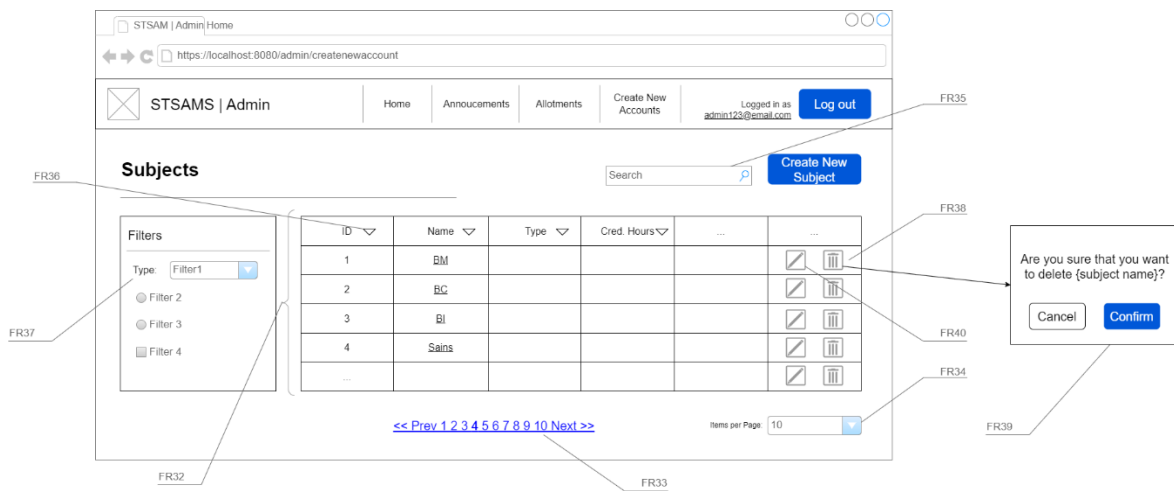 STSAM | Admin Home
https://localhost:8080/admin/createnewaccount
STSAMS | Admin
Home
Annoucements
Allotments
Create New
Accounts
Logged in as
admin123@email.com
Log out
FR35
Subjects
Search
Create New
Subject
FR36
FR38
Filters
Type:
Filter1
Filter 2
Filter 3
Filter 4
ID
Name
Type
Cred. Hours
...
...
1
BM
2
BC
3
BI
4
Sains
...
Are you sure that you want
to delete {subject name}?
Cancel
Confirm
FR37
FR40
FR34
FR39
<< Prev 1 2 3 4 5 6 7 8 9 10 Next >>
Items per Page:
10
FR32
FR33